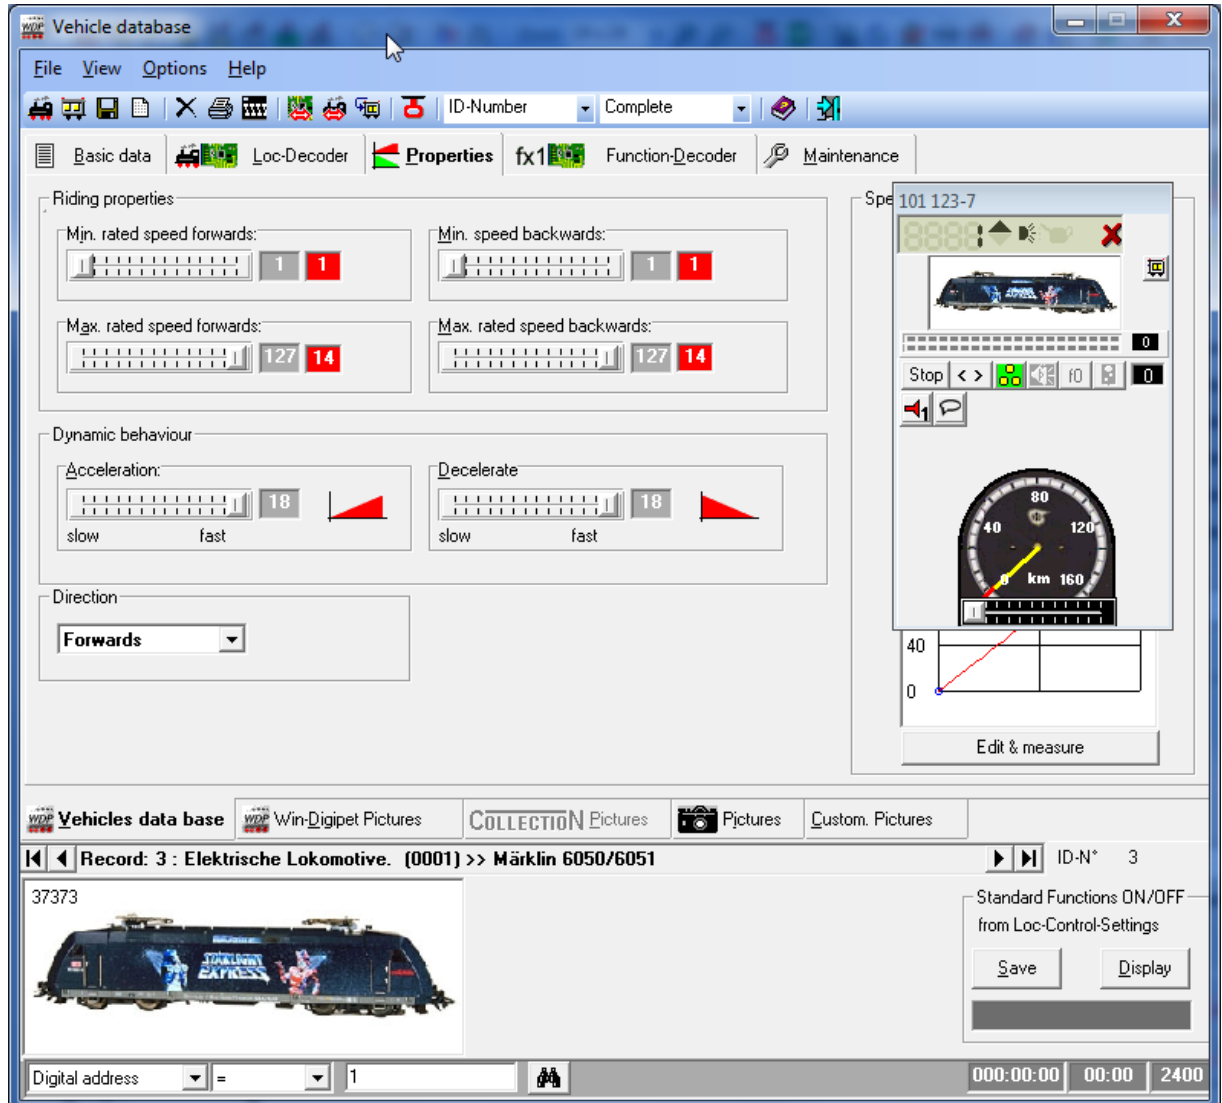 WDP Vehicle database
File View Options Help
ID-Number Complete
Basic data Loc-Decoder Properties fx1 Function-Decoder Maintenance
Riding properties
Min. rated speed forwards:
1 1
Min. speed backwards:
1 1
Max. rated speed forwards:
127 14
Max. rated speed backwards:
127 14
Dynamic behaviour
Acceleration:
18
slow fast
Decelerate
18
slow fast
Direction
Forwards
Spe
101 123-7
0
Stop < > f0 0
1
80
40 120
0 km 160
40
0
Edit & measure
WDP Vehicles data base WDP Win-Digipet Pictures COLLECTION Pictures Pictures Custom. Pictures
Record: 3 : Elektrische Lokomotive. (0001) >> Märklin 6050/6051 ID-N° 3
37373
STARLIGHT
EXPRESS
Standard Functions ON/OFF
from Loc-Control-Settings
Save Display
Digital address = 1 000:00:00 00:00 2400